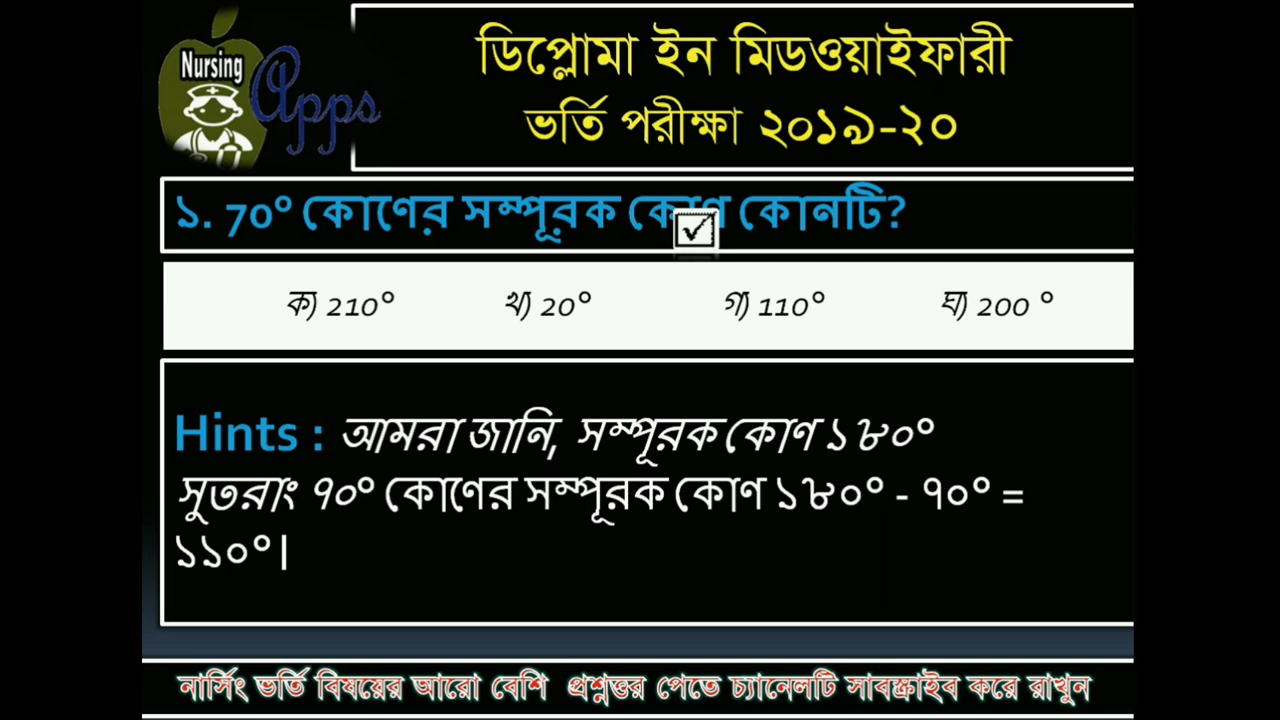 Nursing
Apps
ডিপ্লোমা ইন মিডওয়াইফারী
ভর্তি পরীক্ষা ২০১৯-২০
১. 70° কোণের সম্পূরক কোণ কোনটি?
ক) 210° খ) 20° গ) 110° ঘ) 200 °
Hints : আমরা জানি, সম্পূরক কোণ ১৮০°
সুতরাং ৭০° কোণের সম্পূরক কোণ ১৮০° - ৭০° =
১১০°।
নার্সিং ভর্তি বিষয়ের আরো বেশি প্রশ্নত্তর পেতে চ্যানেলটি সাবস্ক্রাইব করে রাখুন